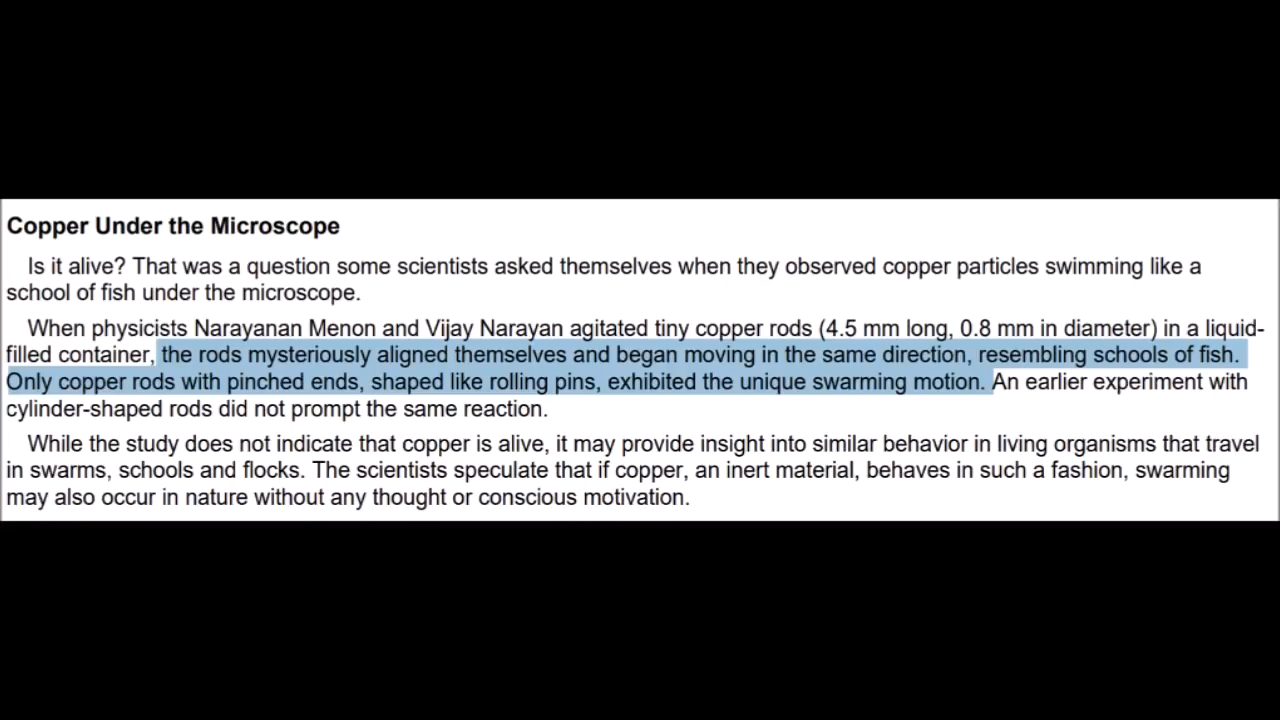 Copper Under the Microscope
Is it alive? That was a question some scientists asked themselves when they observed copper particles swimming like a
school of fish under the microscope.
When physicists Narayanan Menon and Vijay Narayan agitated tiny copper rods (4.5 mm long, 0.8 mm in diameter) in a liquid-
filled container, the rods mysteriously aligned themselves and began moving in the same direction, resembling schools of fish.
Only copper rods with pinched ends, shaped like rolling pins, exhibited the unique swarming motion. An earlier experiment with
cylinder-shaped rods did not prompt the same reaction.
While the study does not indicate that copper is alive, it may provide insight into similar behavior in living organisms that travel
in swarms, schools and flocks. The scientists speculate that if copper, an inert material, behaves in such a fashion, swarming
may also occur in nature without any thought or conscious motivation.